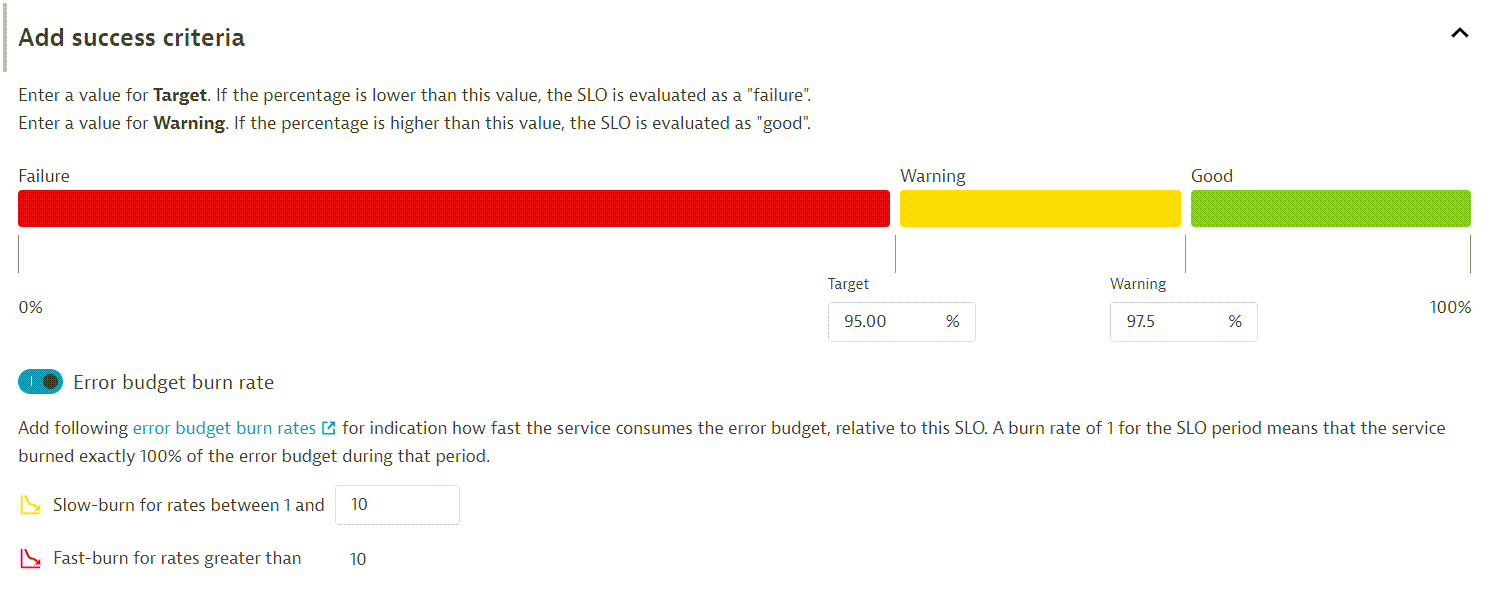 Add success criteria
Enter a value for Target. If the percentage is lower than this value, the SLO is evaluated as a "failure".
Enter a value for Warning. If the percentage is higher than this value, the SLO is evaluated as "good".
Failure
Warning
Good
Target
Warning
0%
95.00 %
97.5 %
100%
Error budget burn rate
Add following error budget burn rates for indication how fast the service consumes the error budget, relative to this SLO. A burn rate of 1 for the SLO period means that the service
burned exactly 100% of the error budget during that period.
Slow-burn for rates between 1 and 10
Fast-burn for rates greater than 10